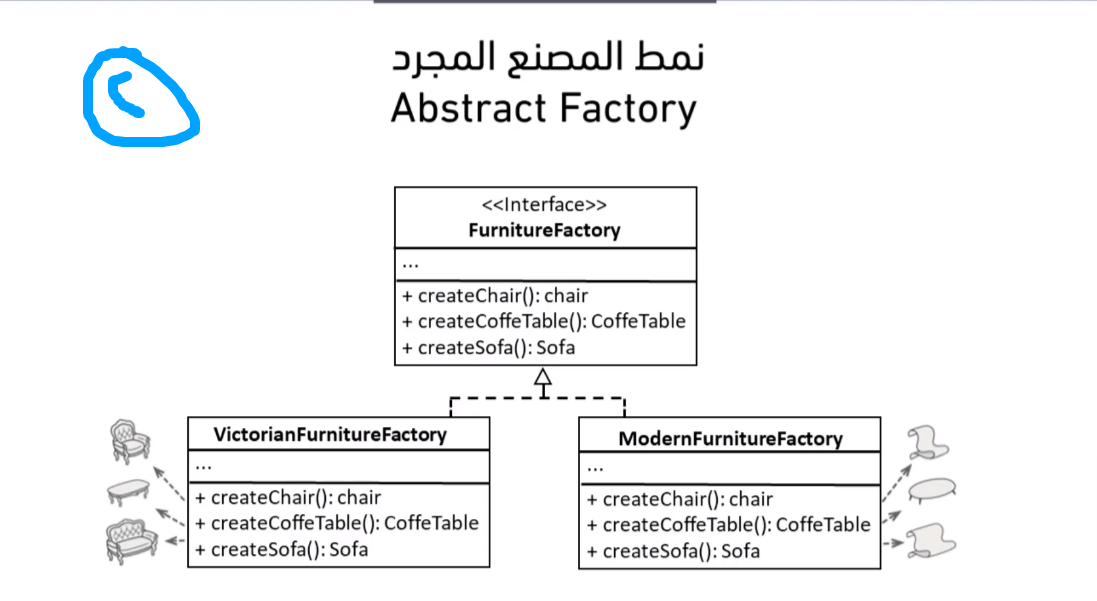 نمط المصنع المجرد
Abstract Factory
<<Interface>>
FurnitureFactory
...
+ createChair(): chair
+ createCoffeTable(): CoffeTable
+ createSofa(): Sofa
VictorianFurnitureFactory
...
+ createChair(): chair
+ createCoffeTable(): CoffeTable
+ createSofa(): Sofa
ModernFurnitureFactory
...
+ createChair(): chair
+ createCoffeTable(): CoffeTable
+ createSofa(): Sofa